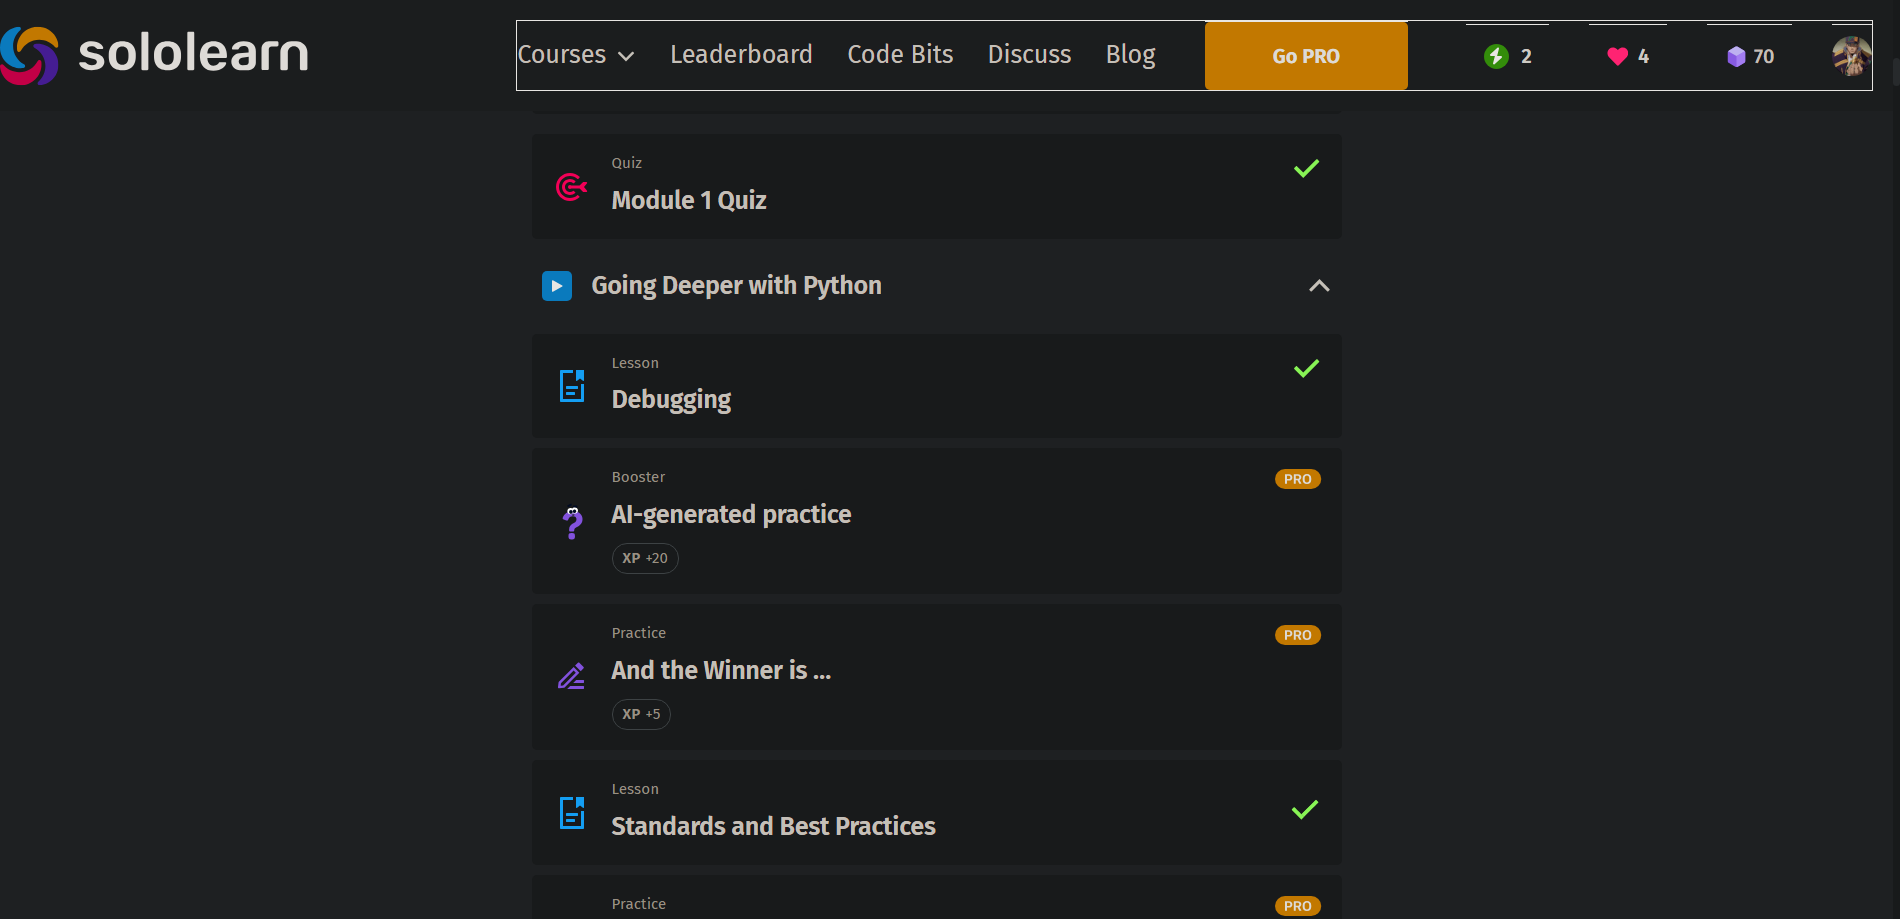 sololearn
Courses Leaderboard Code Bits Discuss Blog Go PRO 2 4 70
Quiz
Module 1 Quiz
Going Deeper with Python
Lesson
Debugging
Booster
PRO
AI-generated practice
XP +20
Practice
PRO
And the Winner is ...
XP +5
Lesson
Standards and Best Practices
Practice
PRO